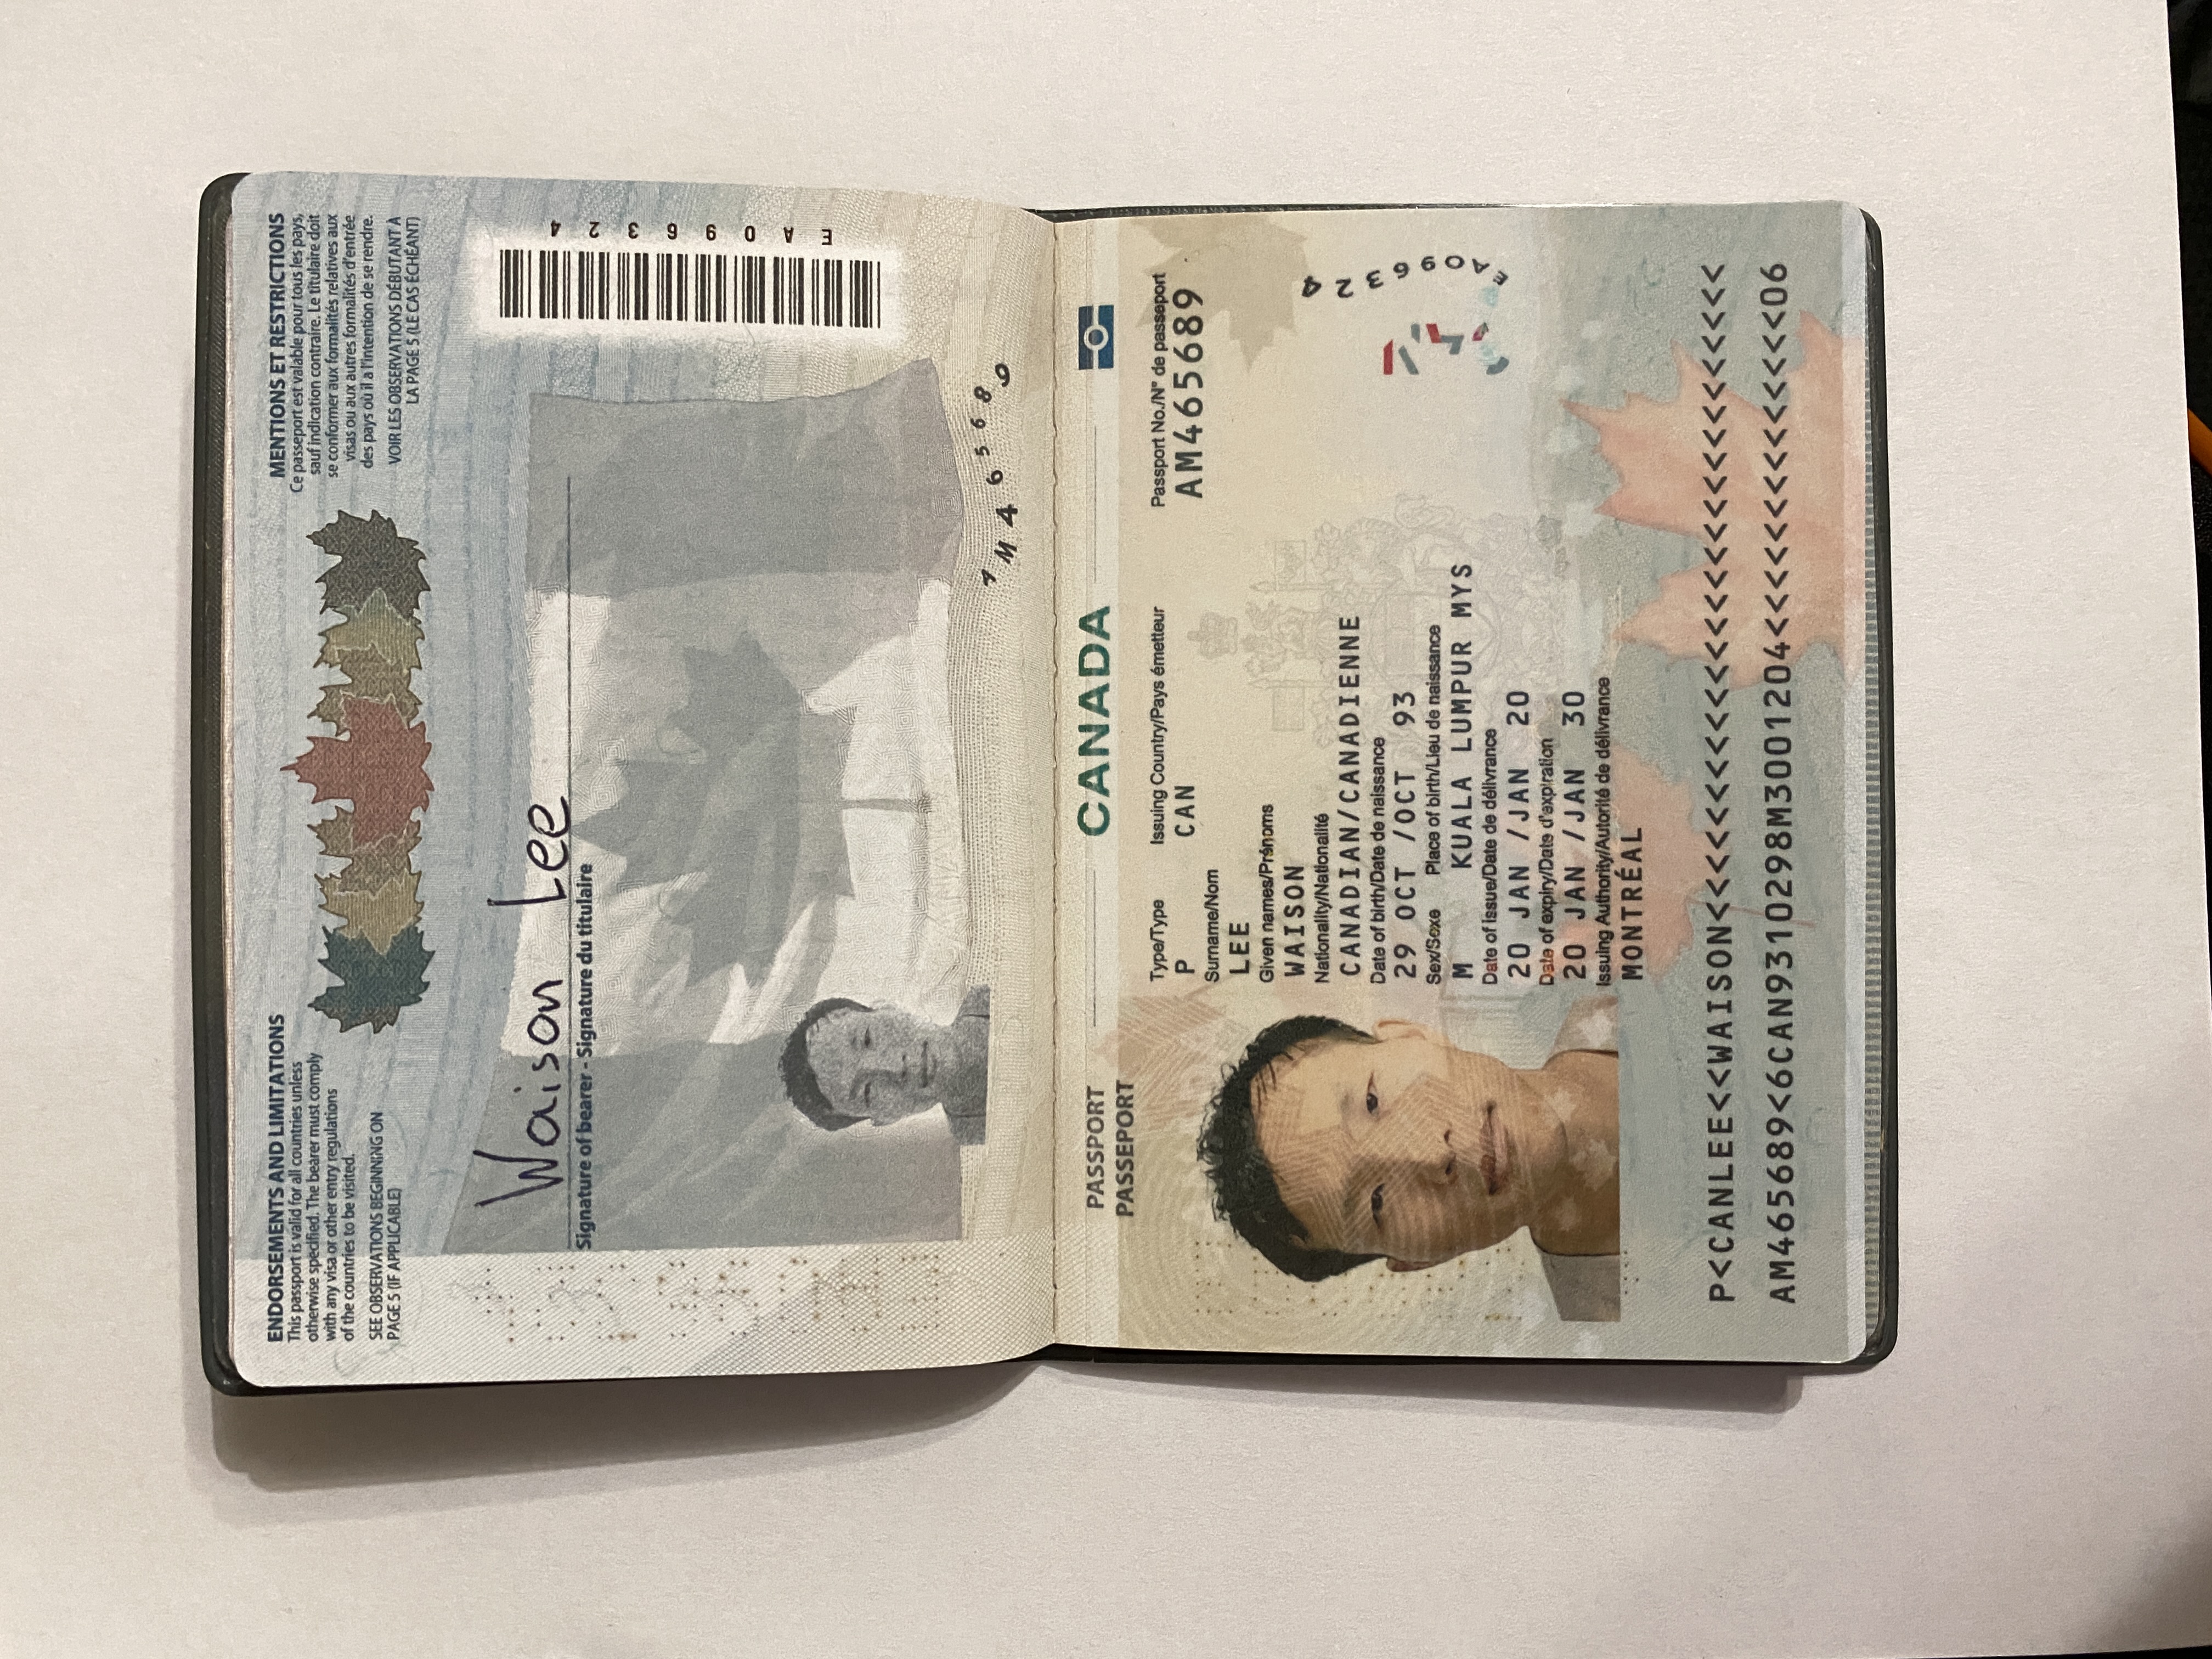 ENDORSEMENTS AND LIMITATIONS
This passport is valid for all countries unless
otherwise specified. The bearer must comply
with any visa or other entry regulations
of the countries to be visited.
SEE OBSERVATIONS BEGINNING ON
PAGE 5 (IF APPLICABLE)
MENTIONS ET RESTRICTIONS
Ce passeport est valable pour tous les pays,
sauf indication contraire. Le titulaire doit
se conformer aux formalités relatives aux
visas ou aux autres formalités d'entrée
des pays où il a l'intention de se rendre.
VOIR LES OBSERVATIONS DÉBUTANT À
LA PAGE 5 (LE CAS ÉCHÉANT)
Waison Lee
Signature of bearer - Signature du titulaire
EA096324
AM465689
PASSPORT
PASSEPORT
CANADA
Type/Type Issuing Country/Pays émetteur Passport No./N° de passeport
P CAN AM465689
Surname/Nom
LEE
Given names/Prénoms
WAISON
Nationality/Nationalité
CANADIAN/CANADIENNE
Date of birth/Date de naissance
29 OCT /OCT 93
Sex/Sexe Place of birth/Lieu de naissance
M KUALA LUMPUR MYS
Date of issue/Date de délivrance
20 JAN /JAN 20
Date of expiry/Date d'expiration
20 JAN /JAN 30
Issuing Authority/Autorité de délivrance
MONTRÉAL
EA096324
P<CANLEE<<WAISON<<<<<<<<<<<<<<<<<<<<<<<<<<<<
AM465689<6CAN9310298M3001204<<<<<<<<<<<<<<06